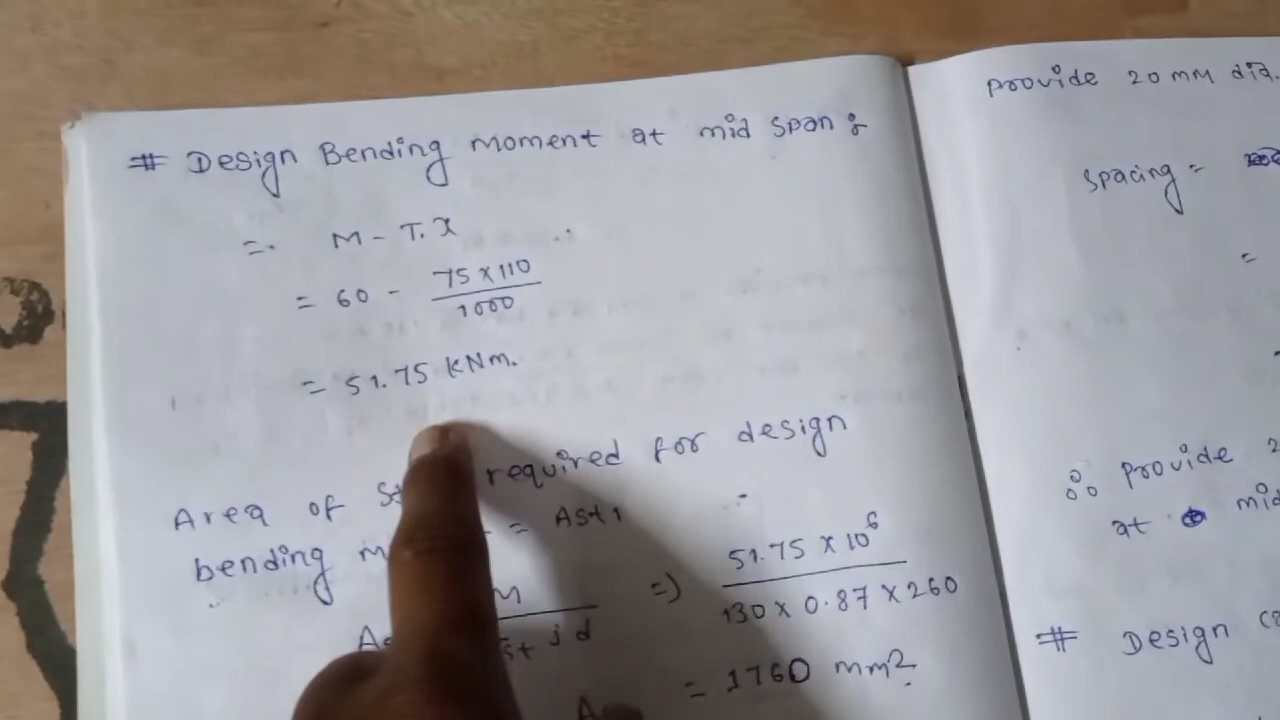 # Design Bending moment at mid span :
= M - T.x
= 60 - 75 x 110 / 1000
= 51.75 kNm.
Area of required for design
bending = Ast1
M / st jd => 51.75 x 10^6 / 130 x 0.87 x 260
= 1760 mm2
provide 20 mm dia.
spacing =
=
∴ provide 2
at mid
# Design